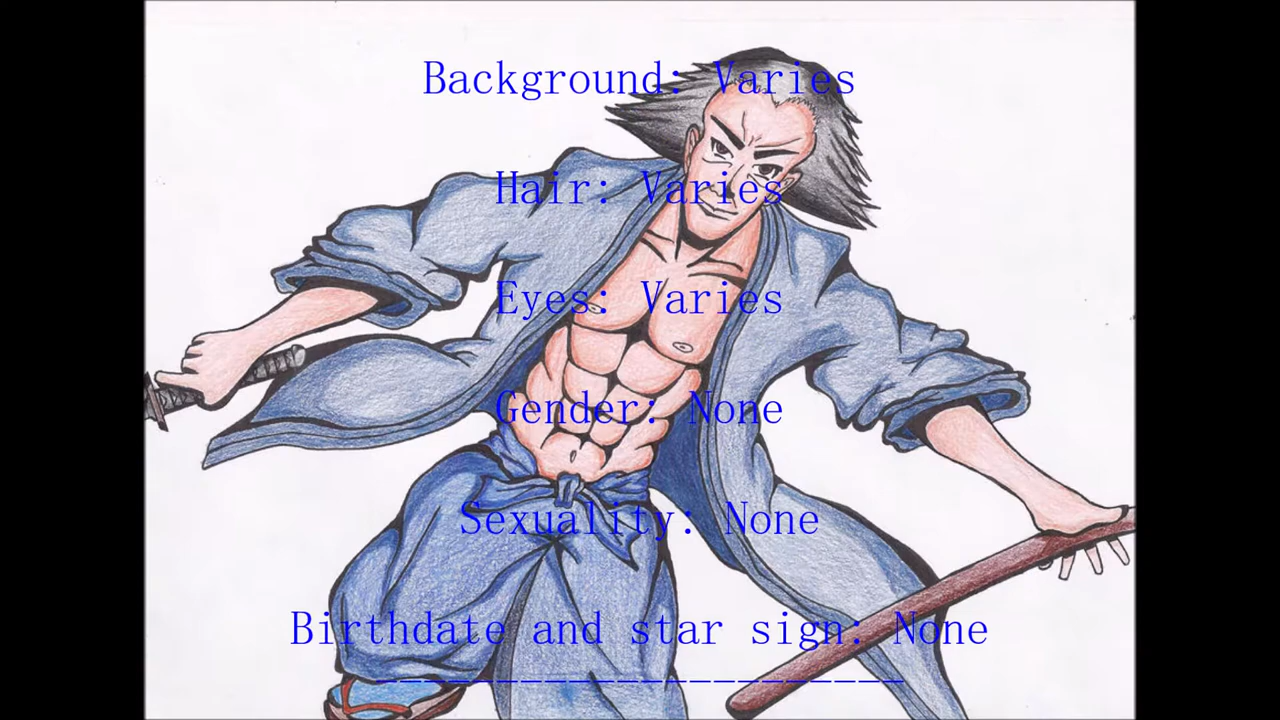 Background: Varies
Hair: Varies
Eyes: Varies
Gender: None
Sexuality: None
Birthdate and star sign: None
----------------------